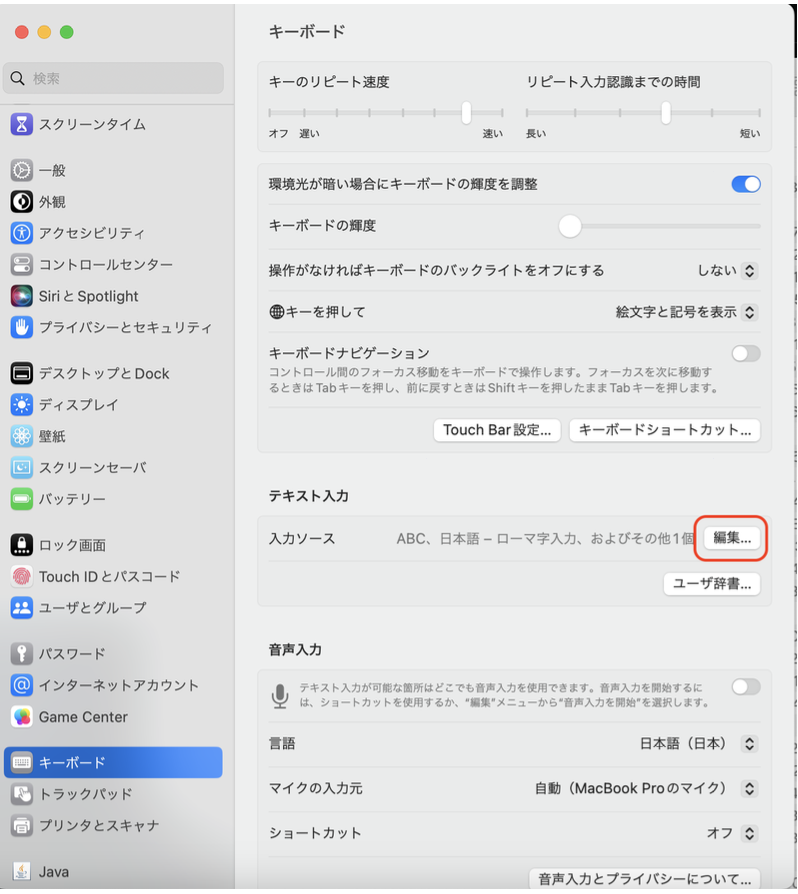 検索
スクリーンタイム
一般
外観
アクセシビリティ
コントロールセンター
SiriとSpotlight
プライバシーとセキュリティ
デスクトップとDock
ディスプレイ
壁紙
スクリーンセーバ
バッテリー
ロック画面
Touch IDとパスコード
ユーザとグループ
パスワード
インターネットアカウント
Game Center
キーボード
トラックパッド
プリンタとスキャナ
Java
キーボード
キーのリピート速度 リピート入力認識までの時間
オフ 遅い 速い 長い 短い
環境光が暗い場合にキーボードの輝度を調整
キーボードの輝度
操作がなければキーボードのバックライトをオフにする しない
キーを押して 絵文字と記号を表示
キーボードナビゲーション
コントロール間のフォーカス移動をキーボードで操作します。フォーカスを次に移動す
るときはTabキーを押し、前に戻すときはShiftキーを押したままTabキーを押します。
Touch Bar設定... キーボードショートカット...
テキスト入力
入力ソース ABC、日本語 – ローマ字入力、およびその他1個 編集...
ユーザ辞書...
音声入力
テキスト入力が可能な箇所はどこでも音声入力を使用できます。音声入力を開始するに
は、ショートカットを使用するか、“編集”メニューから“音声入力を開始”を選択します。
言語 日本語（日本）
マイクの入力元 自動（MacBook Proのマイク）
ショートカット オフ
音声入力とプライバシーについて...